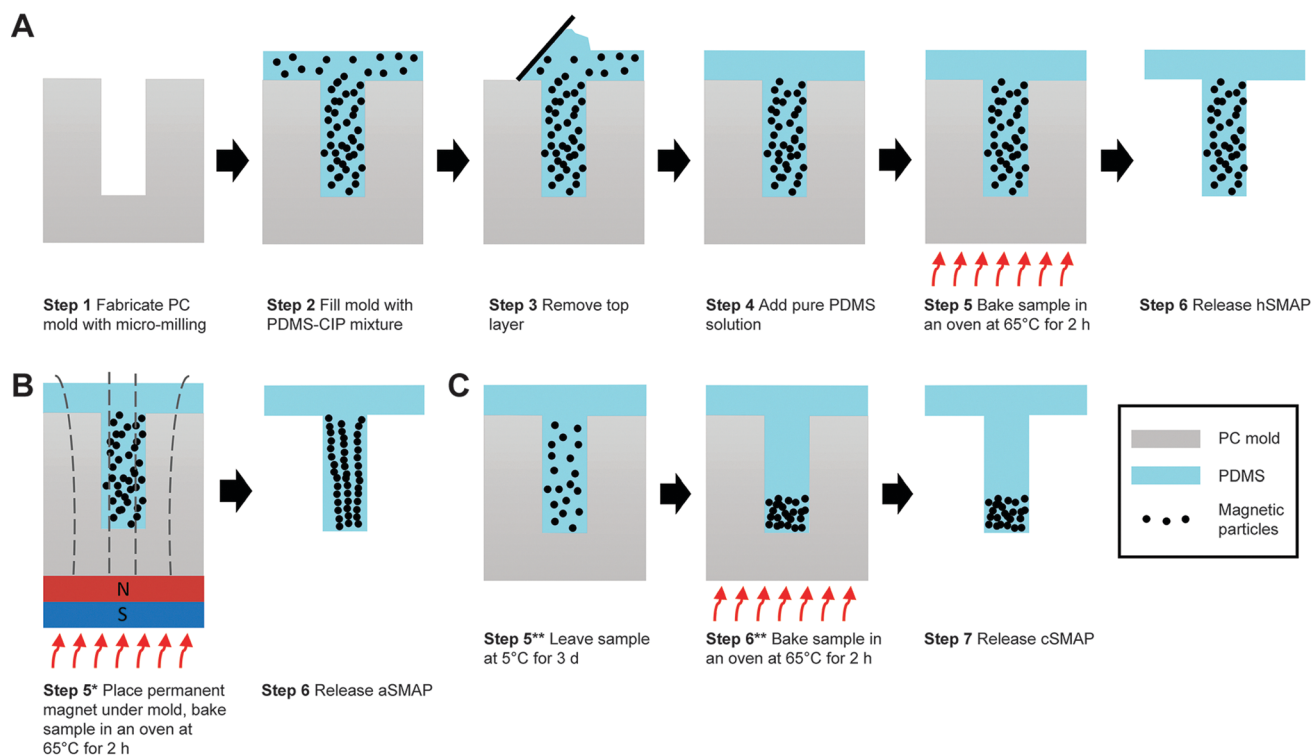 A
Step 1 Fabricate PC
mold with micro-milling
Step 2 Fill mold with
PDMS-CIP mixture
Step 3 Remove top
layer
Step 4 Add pure PDMS
solution
Step 5 Bake sample in
an oven at 65°C for 2 h
Step 6 Release hSMAP
B
N
S
Step 5* Place permanent
magnet under mold, bake
sample in an oven at
65°C for 2 h
Step 6 Release aSMAP
C
Step 5** Leave sample
at 5°C for 3 d
Step 6** Bake sample in
an oven at 65°C for 2 h
Step 7 Release cSMAP
PC mold
PDMS
Magnetic
particles